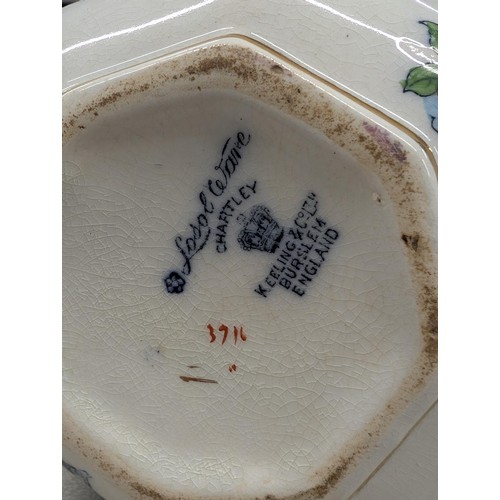 Losol Ware
CHARTLEY
KEELING & Co LTD
BURSLEM
ENGLAND
3716